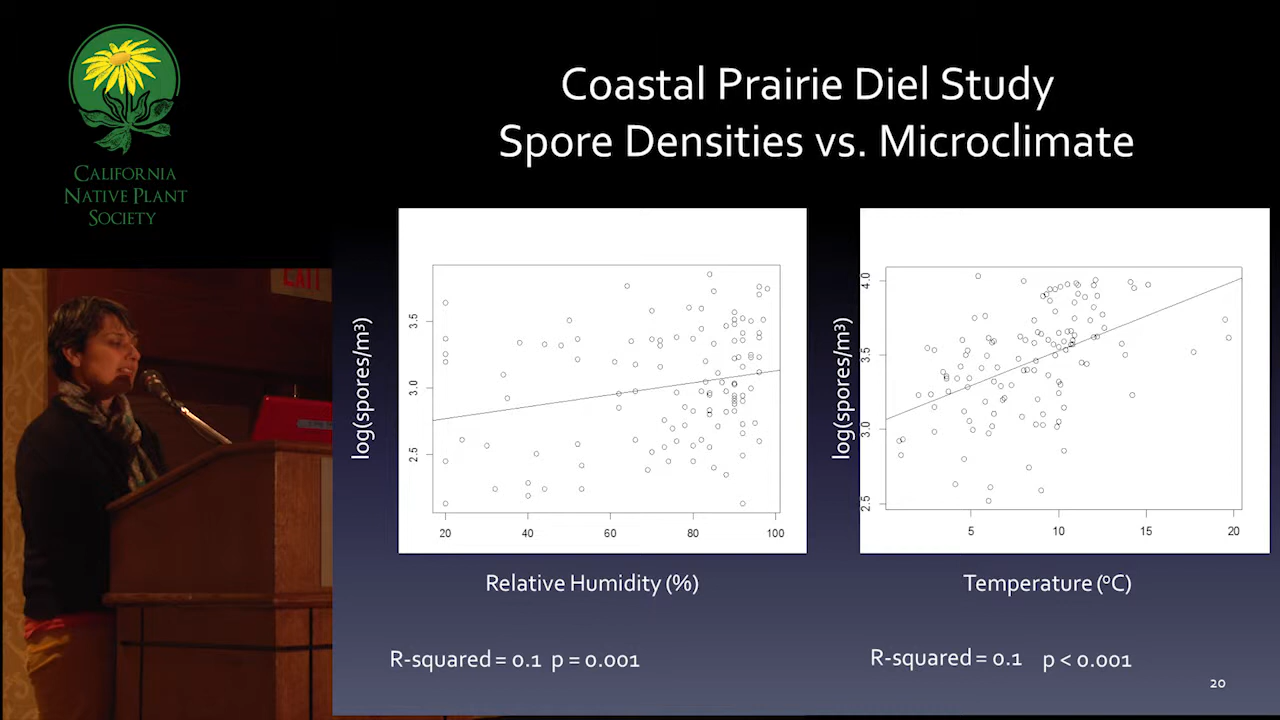 CALIFORNIA
NATIVE PLANT
SOCIETY
EXIT
Coastal Prairie Diel Study
Spore Densities vs. Microclimate
log(spores/m³)
3.5
3.0
2.5
20 40 60 80 100
Relative Humidity (%)
R-squared = 0.1 p = 0.001
log(spores/m³)
4.0
3.5
3.0
2.5
5 10 15 20
Temperature (°C)
R-squared = 0.1 p < 0.001
20